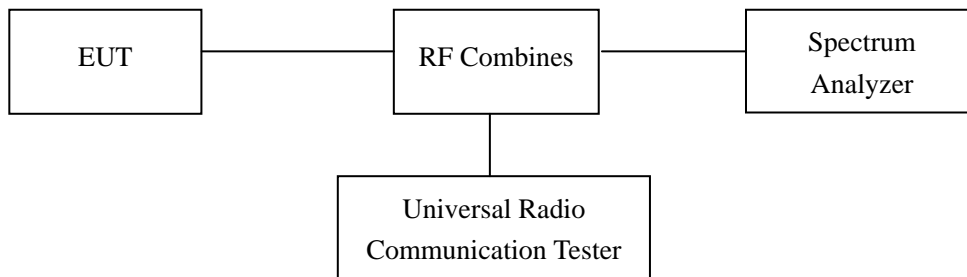 EUT
RF Combines
Spectrum
Analyzer
Universal Radio
Communication Tester